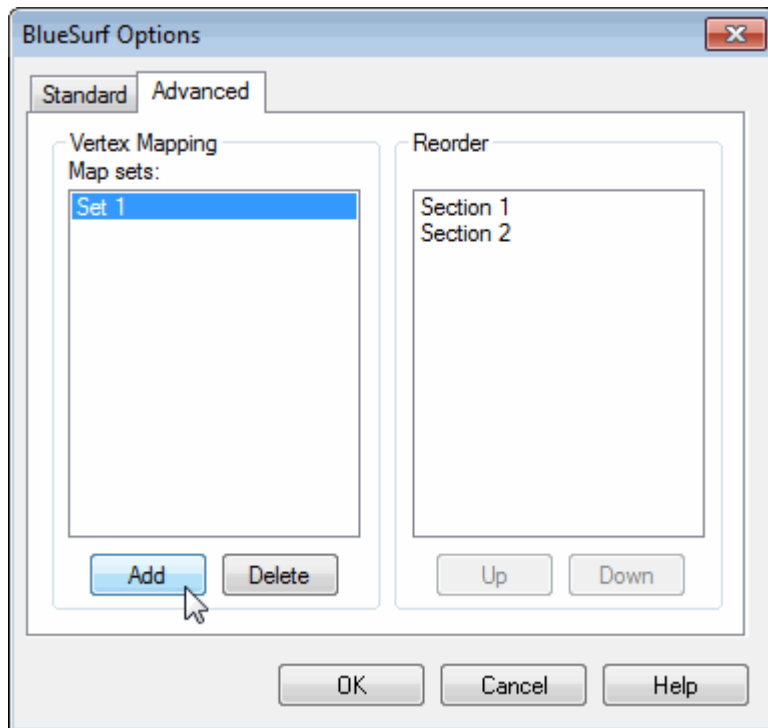 BlueSurf Options
Standard
Advanced
Vertex Mapping
Map sets:
Set 1
Add
Delete
Reorder
Section 1
Section 2
Up
Down
OK
Cancel
Help